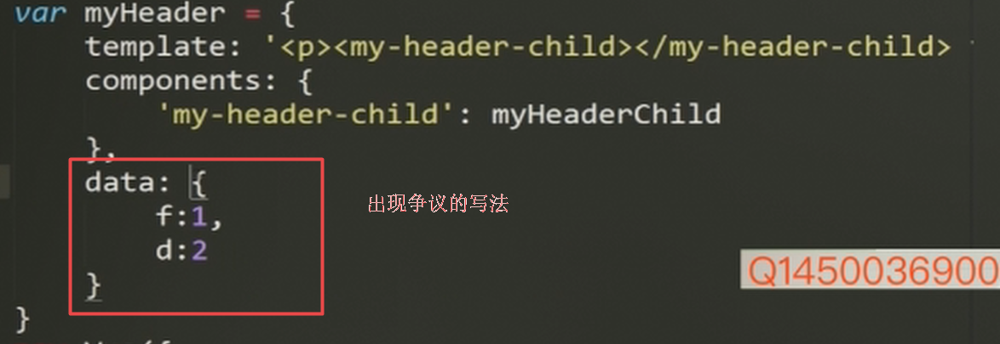 var myHeader = {
template: '<p><my-header-child></my-header-child>
components: {
'my-header-child': myHeaderChild
},
data: {
f:1,
d:2
}
出现争议的写法
Q1450036900
}